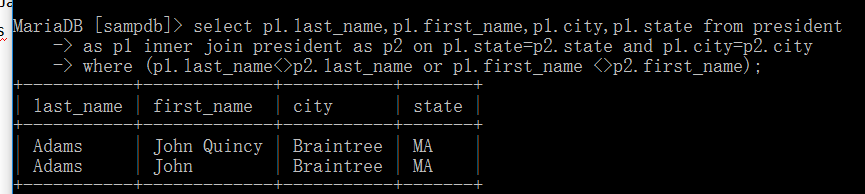 Ja
s
MariaDB [sampdb]> select p1.last_name,p1.first_name,p1.city,p1.state from president
-> as p1 inner join president as p2 on p1.state=p2.state and p1.city=p2.city
-> where (p1.last_name<>p2.last_name or p1.first_name <>p2.first_name);
+-----------+-------------+-----------+-------+
| last_name | first_name | city | state |
+-----------+-------------+-----------+-------+
| Adams | John Quincy | Braintree | MA |
| Adams | John | Braintree | MA |
+-----------+-------------+-----------+-------+